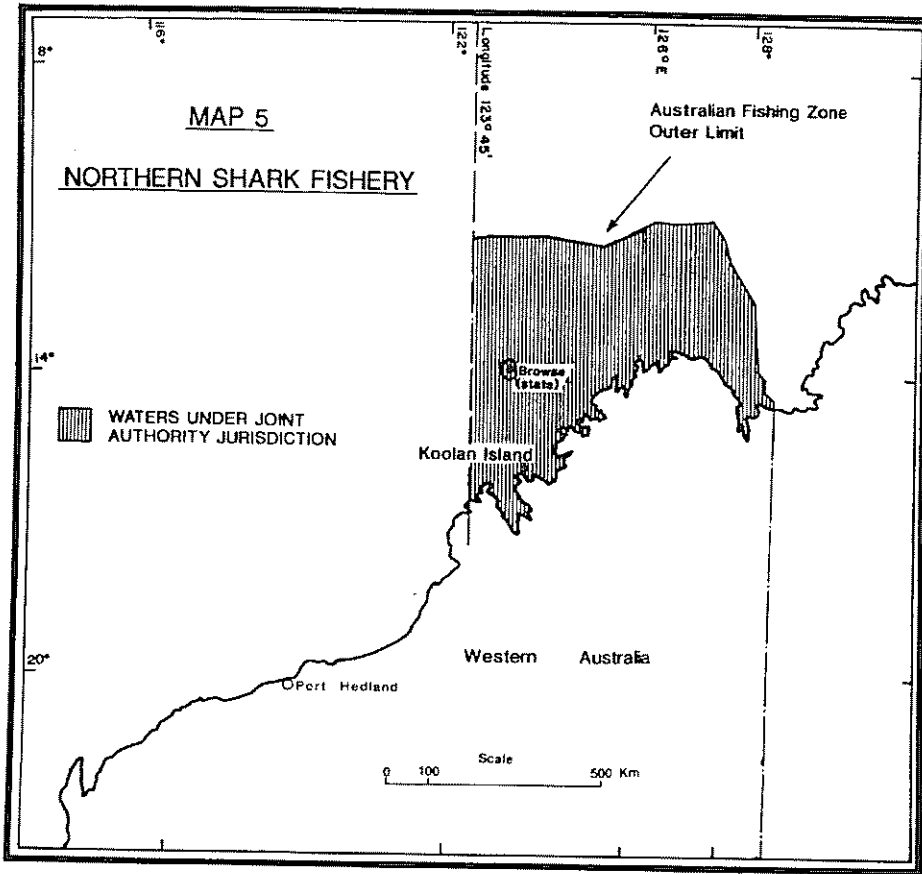 116°
122°
Longitude 123° 45'
126° E
128°
8°
MAP 5
NORTHERN SHARK FISHERY
Australian Fishing Zone
Outer Limit
14°
Browse
(state)
WATERS UNDER JOINT
AUTHORITY JURISDICTION
Koolan Island
20°
Port Hedland
Western Australia
Scale
0 100 500 Km